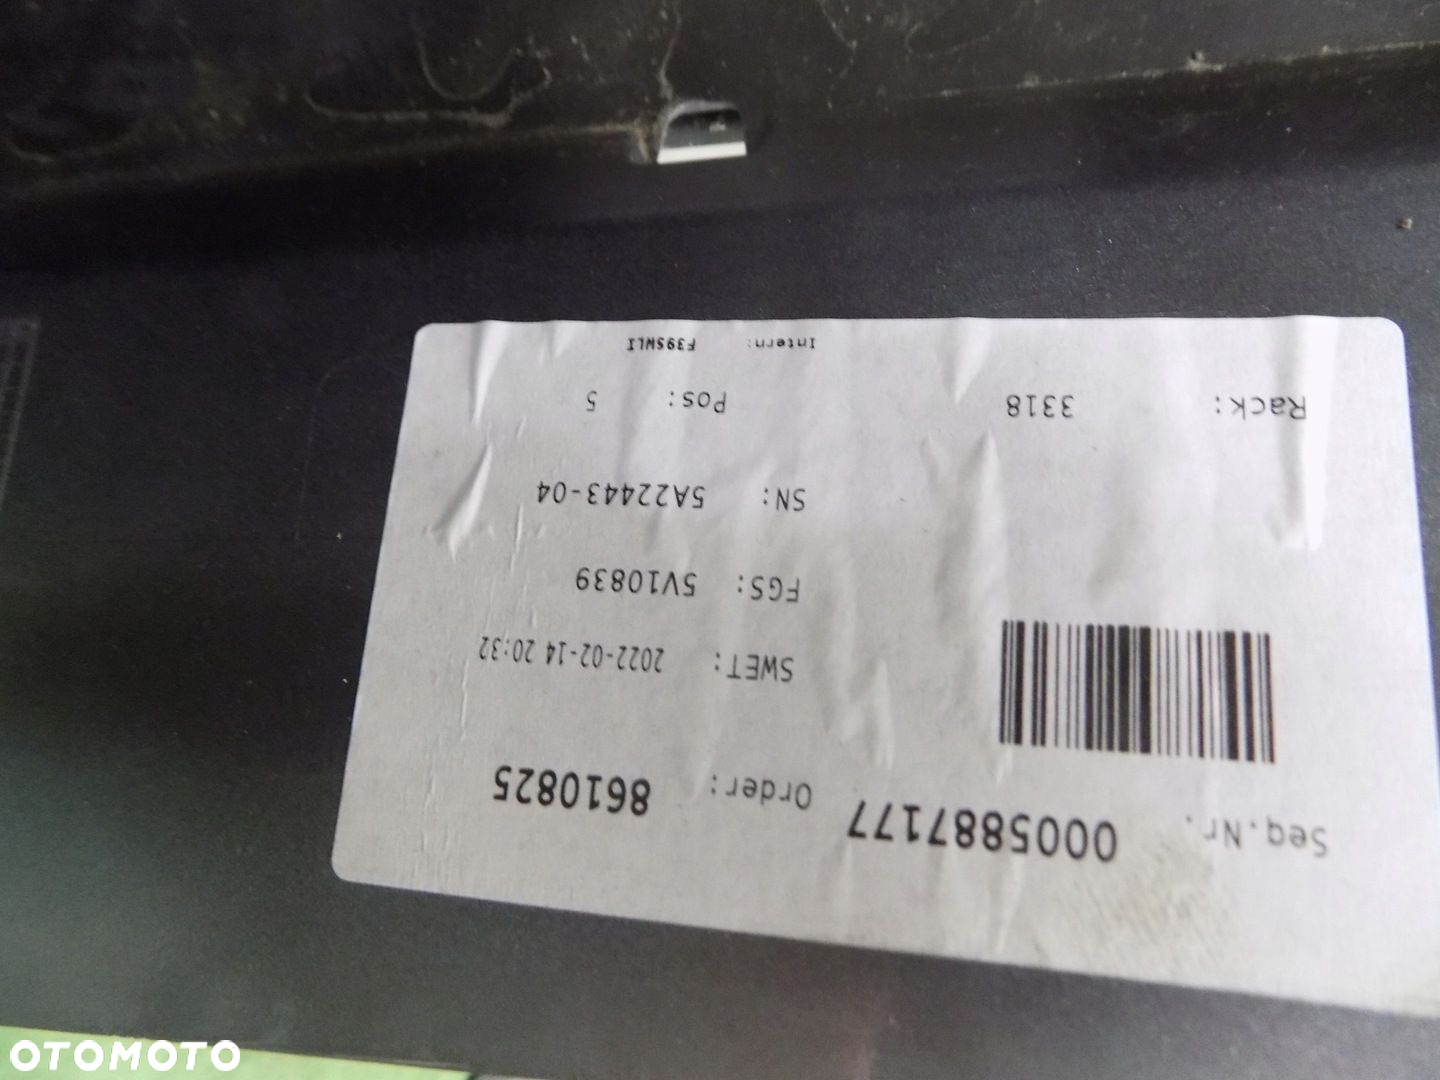 Seq.Nr. 0005887177 Order: 8610825
SWET: 2022-02-14 20:32
FGS: 5V10839
SN: 5A22443-04
Rack: 3318 Pos: 5
Intern: F39SWLI
OTOMOTO